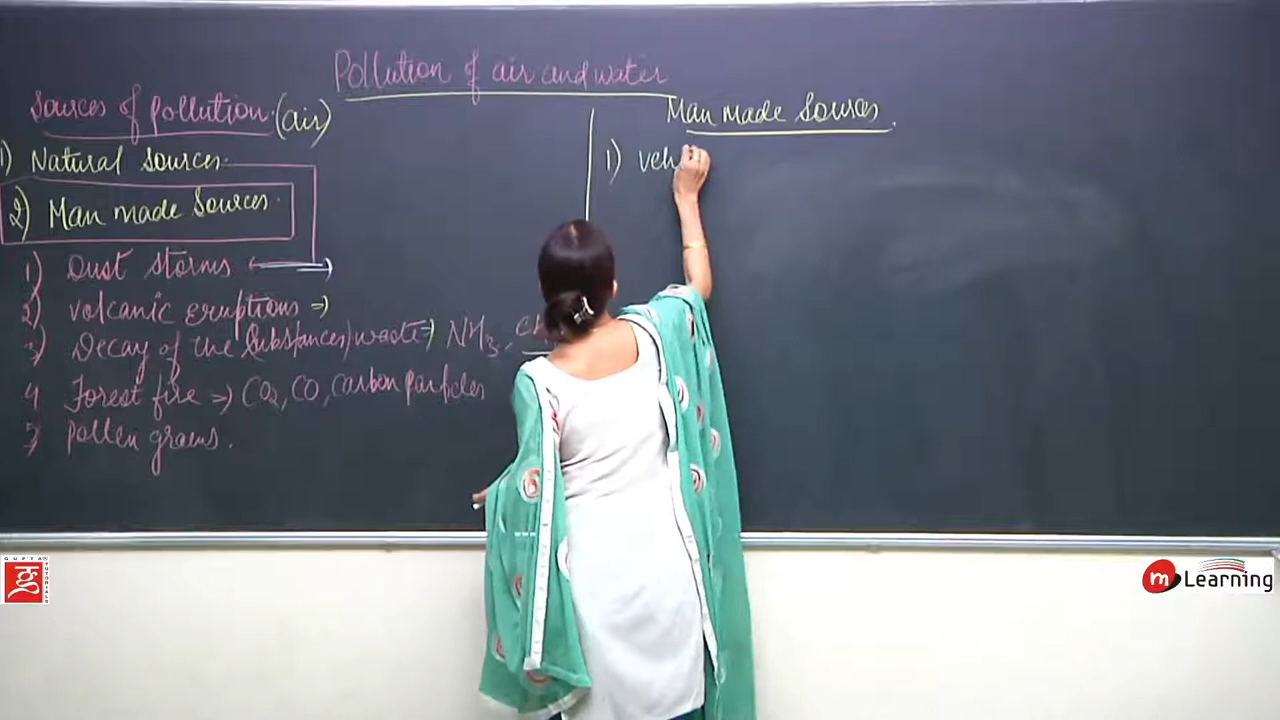 Pollution of air and water
Sources of pollution. (air)
1) Natural Sources.
2) Man made Sources.
1) Dust storms
2) volcanic eruptions →
3) Decay of the (substances) waste → NH3,
4 Forest fire → CO2, CO, carbon particles
5 pollen grains.
Man made Sources.
1) veh
GUPTA TUTORIALS
m Learning